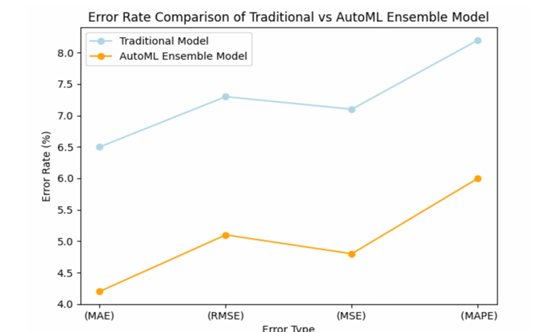 Error Rate Comparison of Traditional vs AutoML Ensemble Model
Traditional Model
AutoML Ensemble Model
8.0
7.5
7.0
6.5
6.0
5.5
5.0
4.5
4.0
Error Rate (%)
(MAE) (RMSE) (MSE) (MAPE)
Error Type